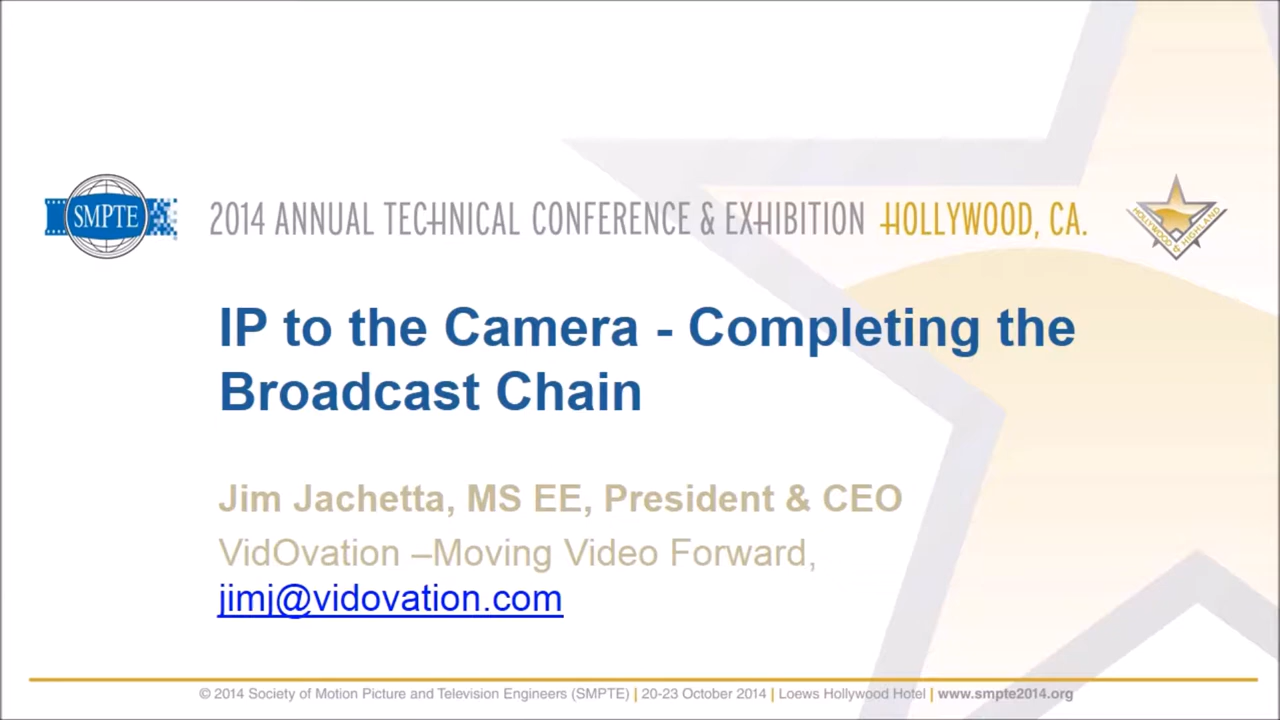 SMPTE
2014 ANNUAL TECHNICAL CONFERENCE & EXHIBITION HOLLYWOOD, CA.
HOLLYWOOD & HIGHLAND
IP to the Camera - Completing the
Broadcast Chain
Jim Jachetta, MS EE, President & CEO
VidOvation –Moving Video Forward,
jimj@vidovation.com
© 2014 Society of Motion Picture and Television Engineers (SMPTE) | 20-23 October 2014 | Loews Hollywood Hotel | www.smpte2014.org